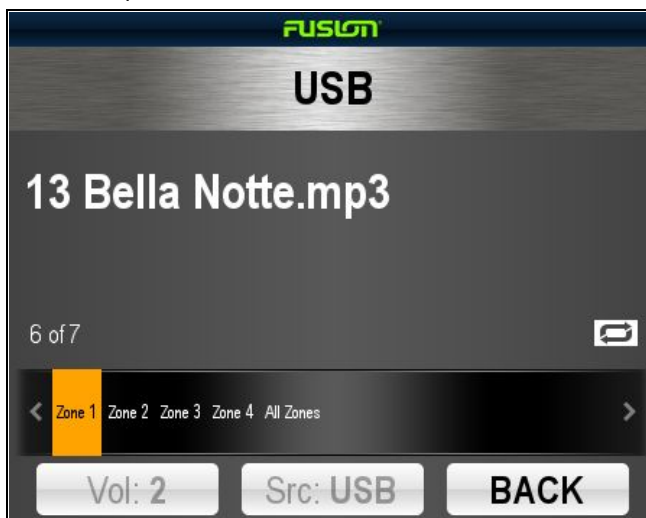 FUSION
USB
13 Bella Notte.mp3
6 of 7
Zone 1 Zone 2 Zone 3 Zone 4 All Zones
Vol: 2 Src: USB BACK